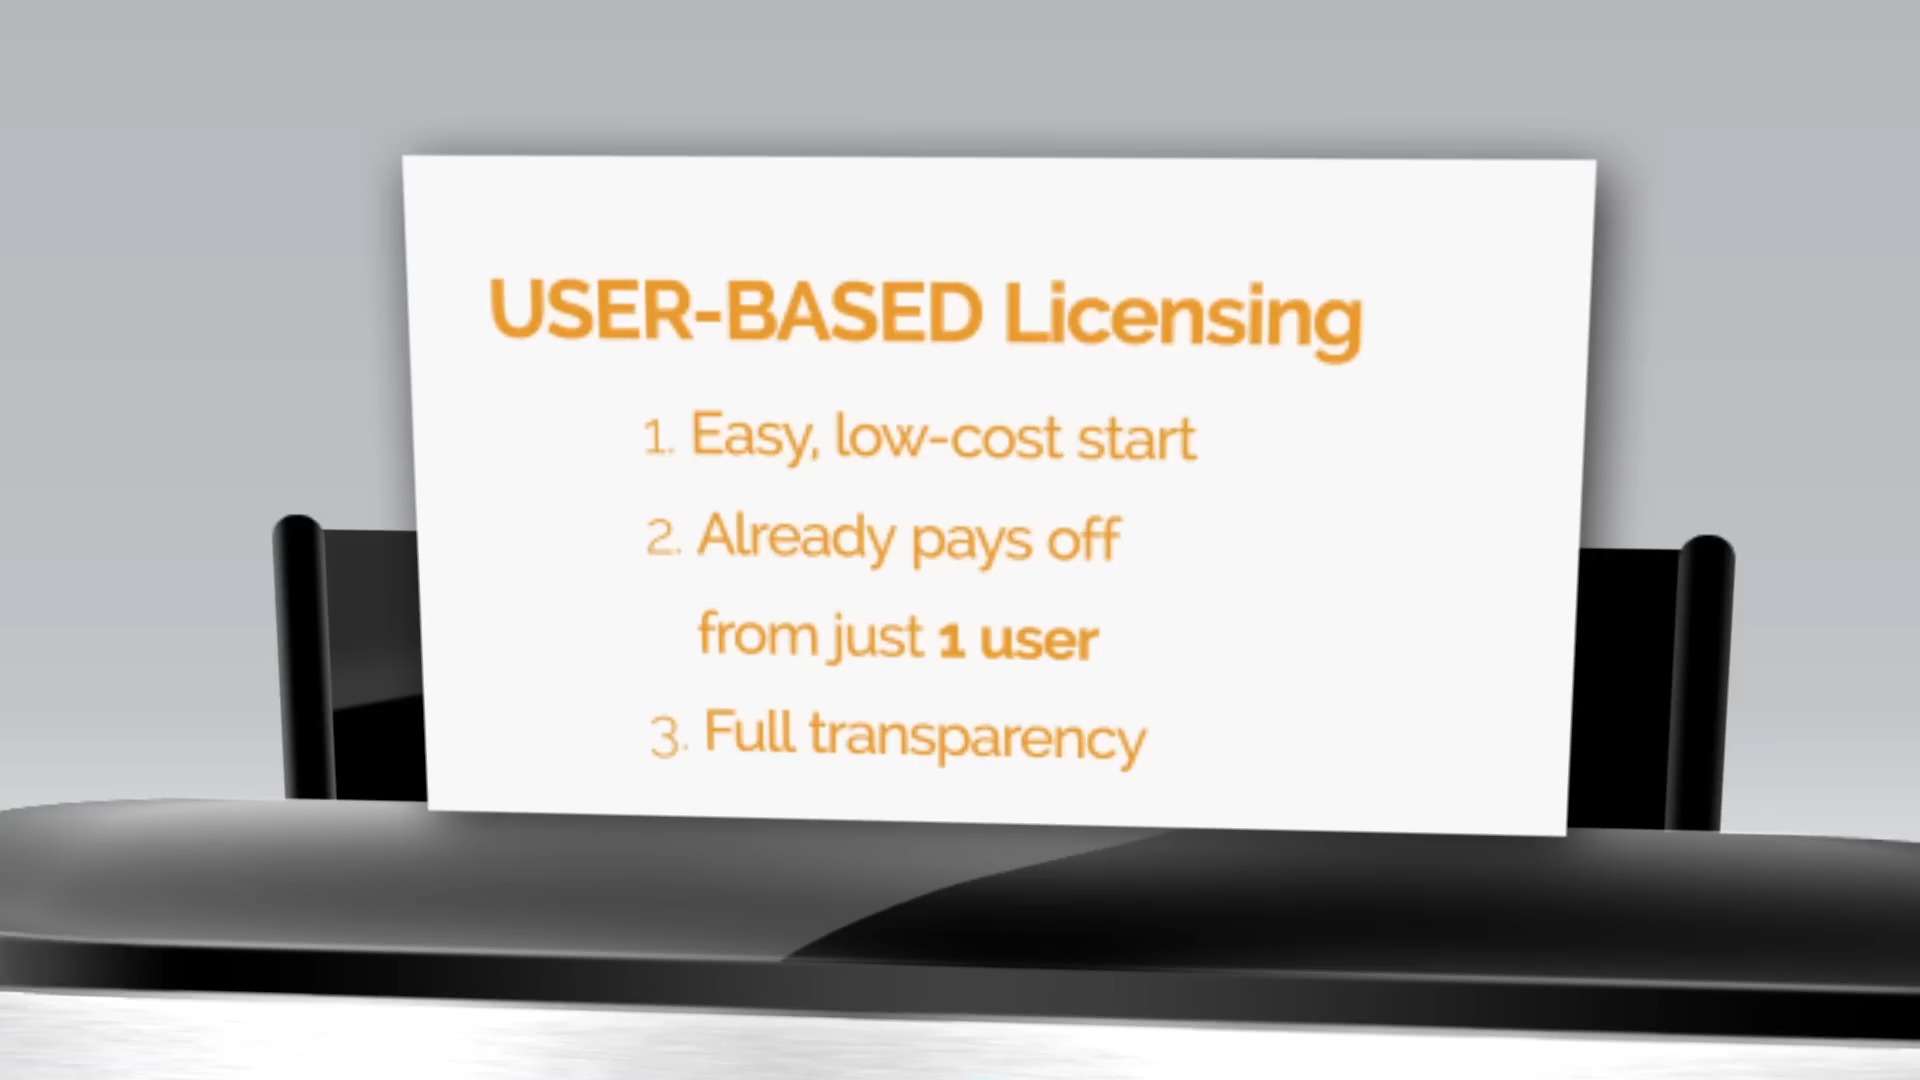 USER-BASED Licensing
1. Easy, low-cost start
2. Already pays off
from just 1 user
3. Full transparency